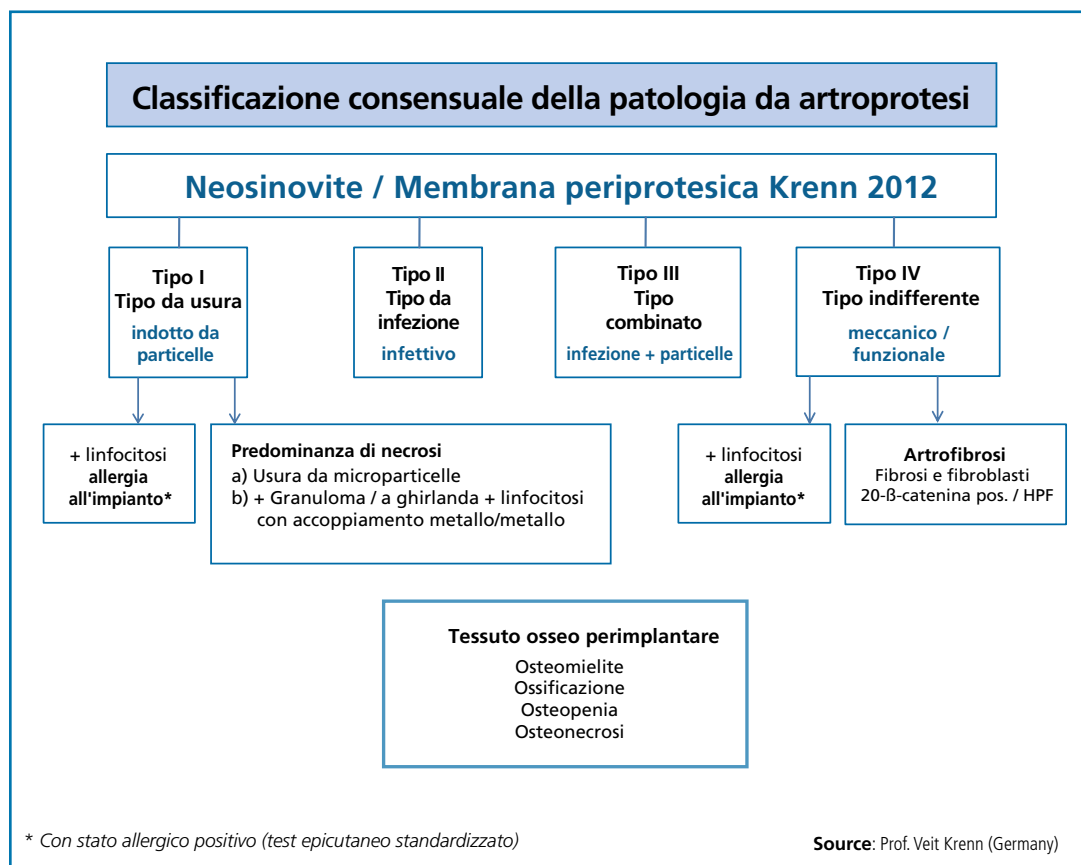 Classificazione consensuale della patologia da artroprotesi
Neosinovite / Membrana periprotesica Krenn 2012
Tipo I
Tipo da usura
indotto da
particelle
Tipo II
Tipo da
infezione
infettivo
Tipo III
Tipo
combinato
infezione + particelle
Tipo IV
Tipo indifferente
meccanico /
funzionale
+ linfocitosi
allergia
all'impianto*
Predominanza di necrosi
a) Usura da microparticelle
b) + Granuloma / a ghirlanda + linfocitosi
con accoppiamento metallo/metallo
+ linfocitosi
allergia
all'impianto*
Artrofibrosi
Fibrosi e fibroblasti
20-ß-catenina pos. / HPF
Tessuto osseo perimplantare
Osteomielite
Ossificazione
Osteopenia
Osteonecrosi
* Con stato allergico positivo (test epicutaneo standardizzato)
Source: Prof. Veit Krenn (Germany)